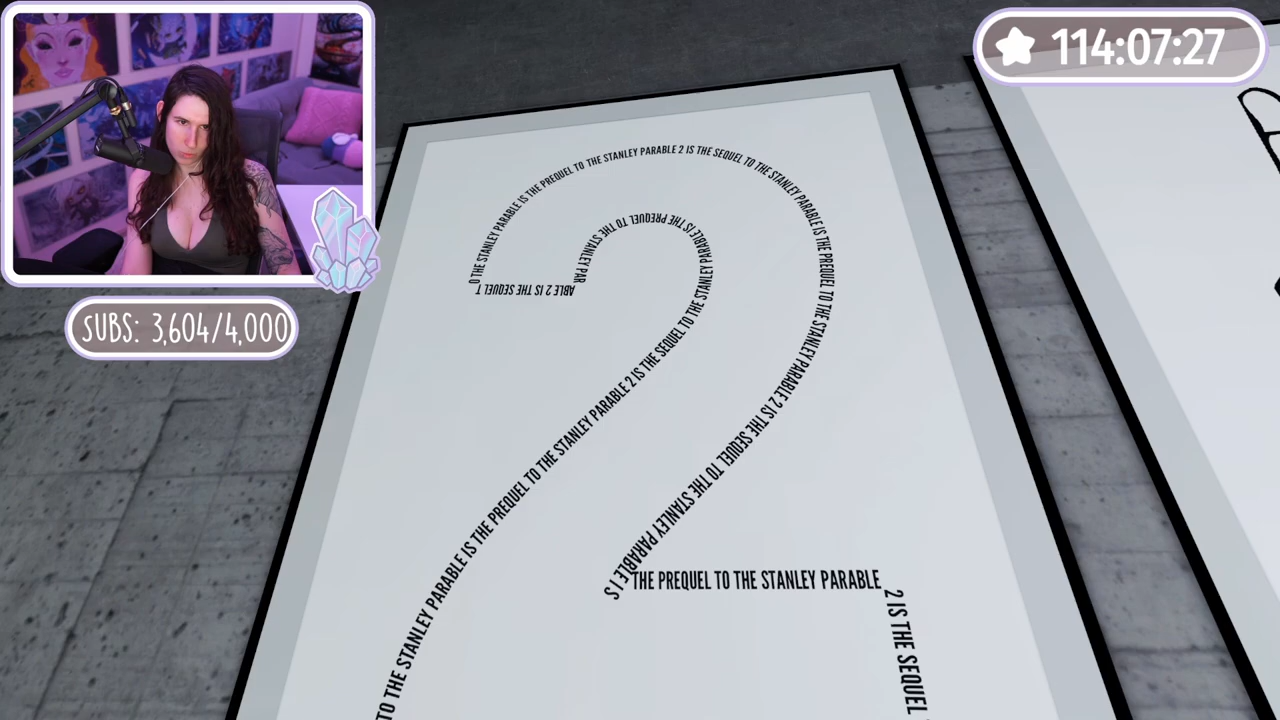 114:07:27
SUBS: 3,604/4,000
O THE STANLEY PARABLE IS THE PREQUEL TO THE STANLEY PARABLE 2 IS THE SEQUEL TO THE STANLEY PARABLE IS THE PREQUEL TO THE STANLEY PARABLE 2 IS THE SEQUEL TO THE STANLEY PARABLE IS
THE PREQUEL TO THE STANLEY PARABLE
2 IS THE SEQUEL
TO THE STANLEY PARABLE IS THE PREQUEL TO THE STANLEY PARABLE 2 IS THE SEQUEL TO THE STANLEY PARABLE IS THE PREQUEL TO THE STANLEY PAR
ABLE 2 IS THE SEQUEL T